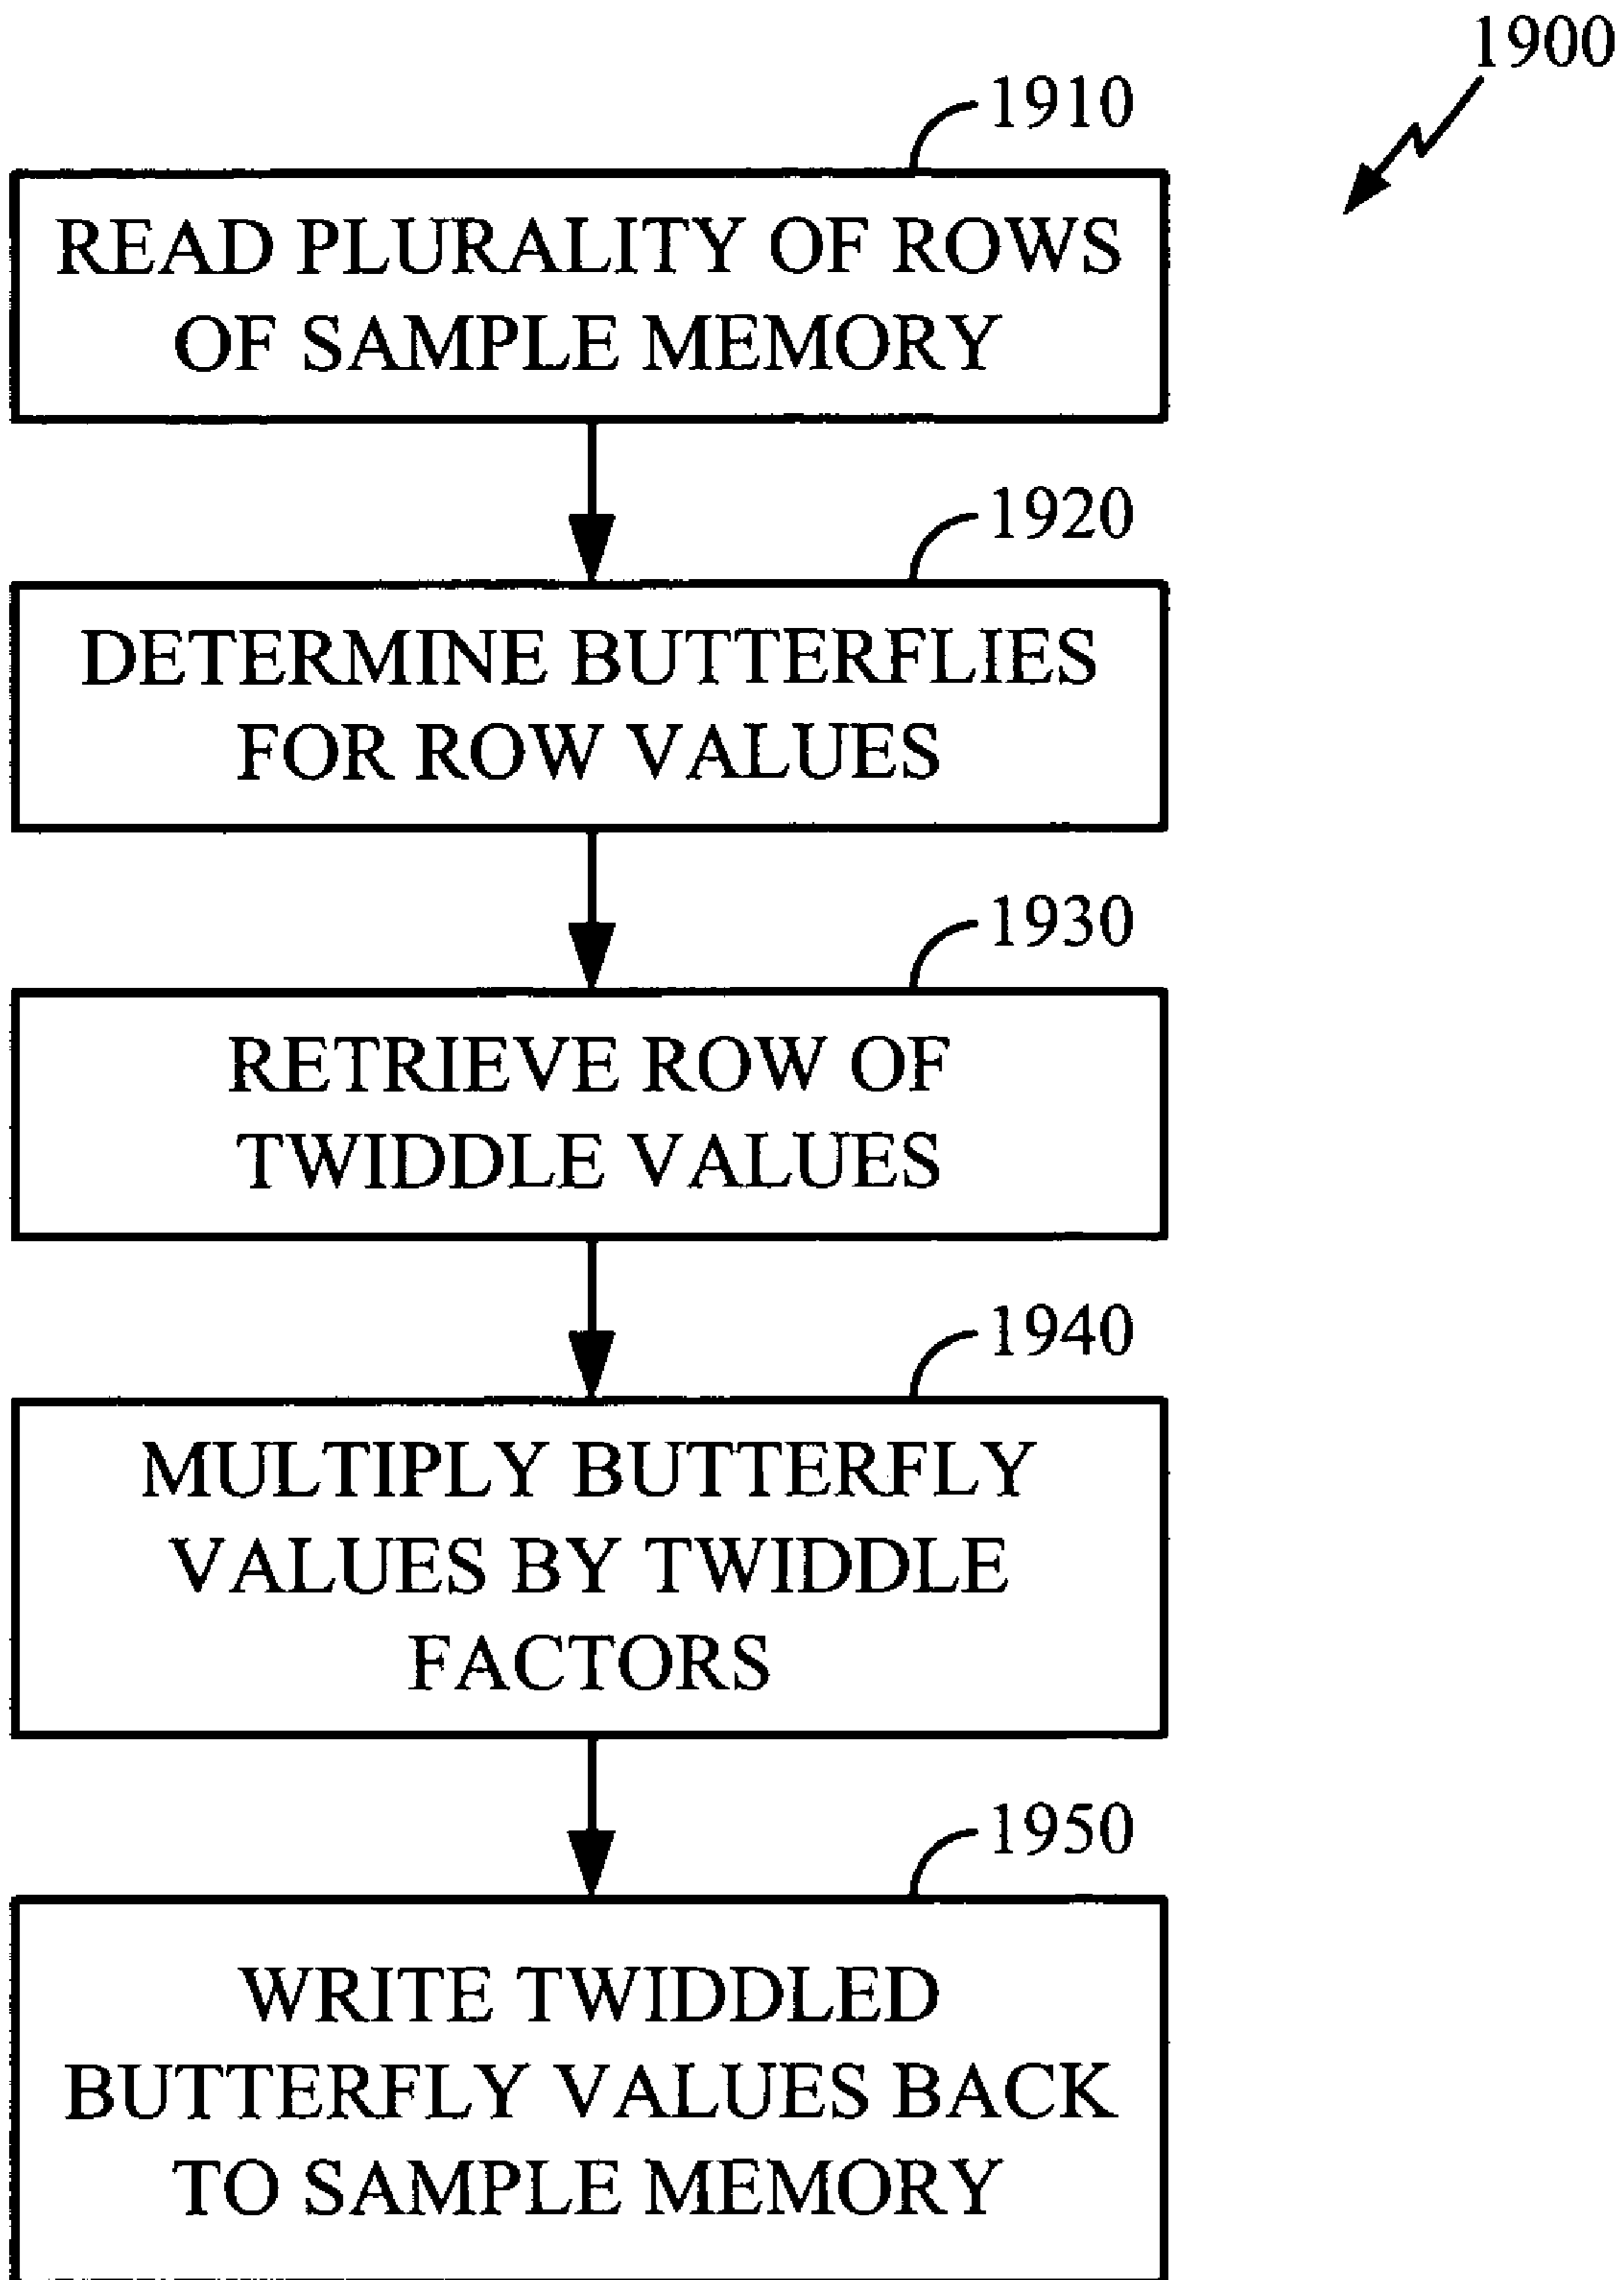 1900
1910
READ PLURALITY OF ROWS
OF SAMPLE MEMORY
1920
DETERMINE BUTTERFLIES
FOR ROW VALUES
1930
RETRIEVE ROW OF
TWIDDLE VALUES
1940
MULTIPLY BUTTERFLY
VALUES BY TWIDDLE
FACTORS
1950
WRITE TWIDDLED
BUTTERFLY VALUES BACK
TO SAMPLE MEMORY